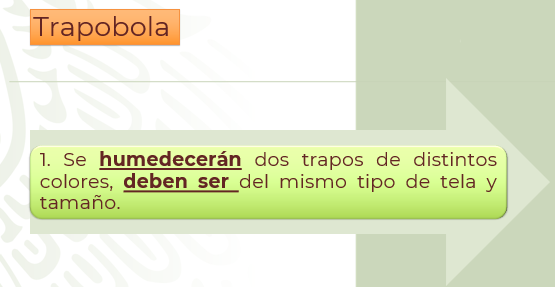 Trapobola
1. Se humedecerán dos trapos de distintos
colores, deben ser del mismo tipo de tela y
tamaño.